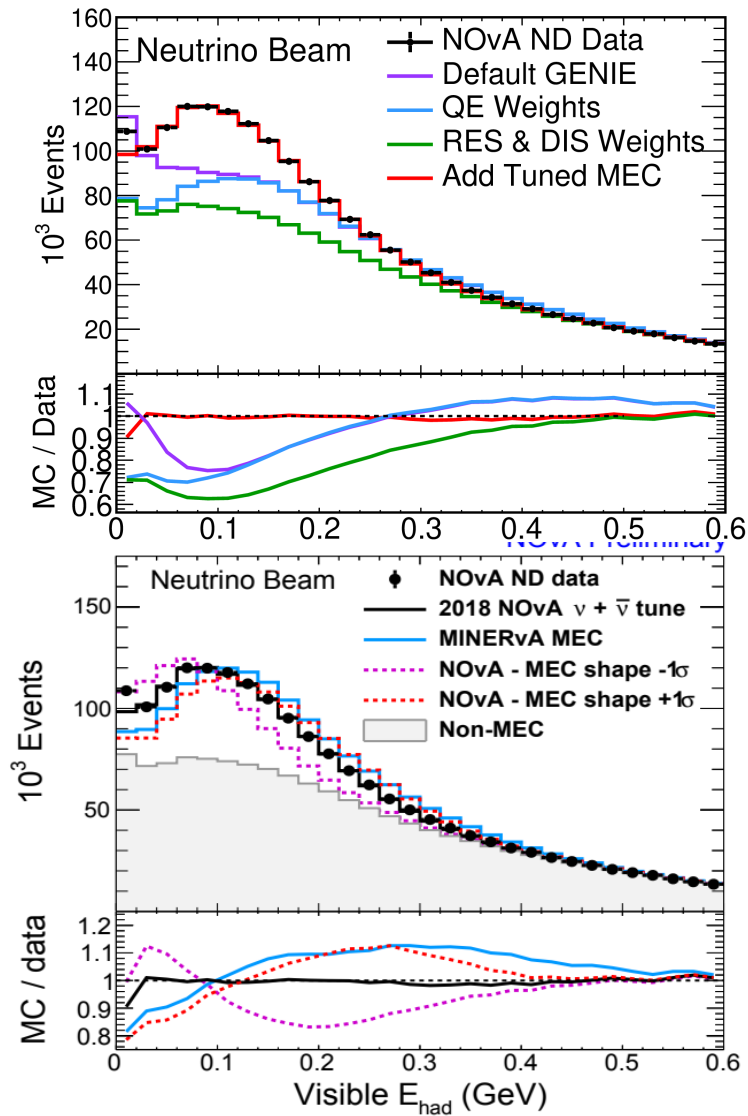 Neutrino Beam
NOvA ND Data
Default GENIE
QE Weights
RES & DIS Weights
Add Tuned MEC
10³ Events
160
140
120
100
80
60
40
20
MC / Data
1.1
1
0.9
0.8
0.7
0.6
0 0.1 0.2 0.3 0.4 0.5 0.6
NOvA Preliminary
Neutrino Beam
NOvA ND data
2018 NOvA ν + ν̄ tune
MINERvA MEC
NOvA - MEC shape -1σ
NOvA - MEC shape +1σ
Non-MEC
10³ Events
150
100
50
MC / data
1.2
1.1
1
0.9
0.8
0 0.1 0.2 0.3 0.4 0.5 0.6
Visible E_had (GeV)